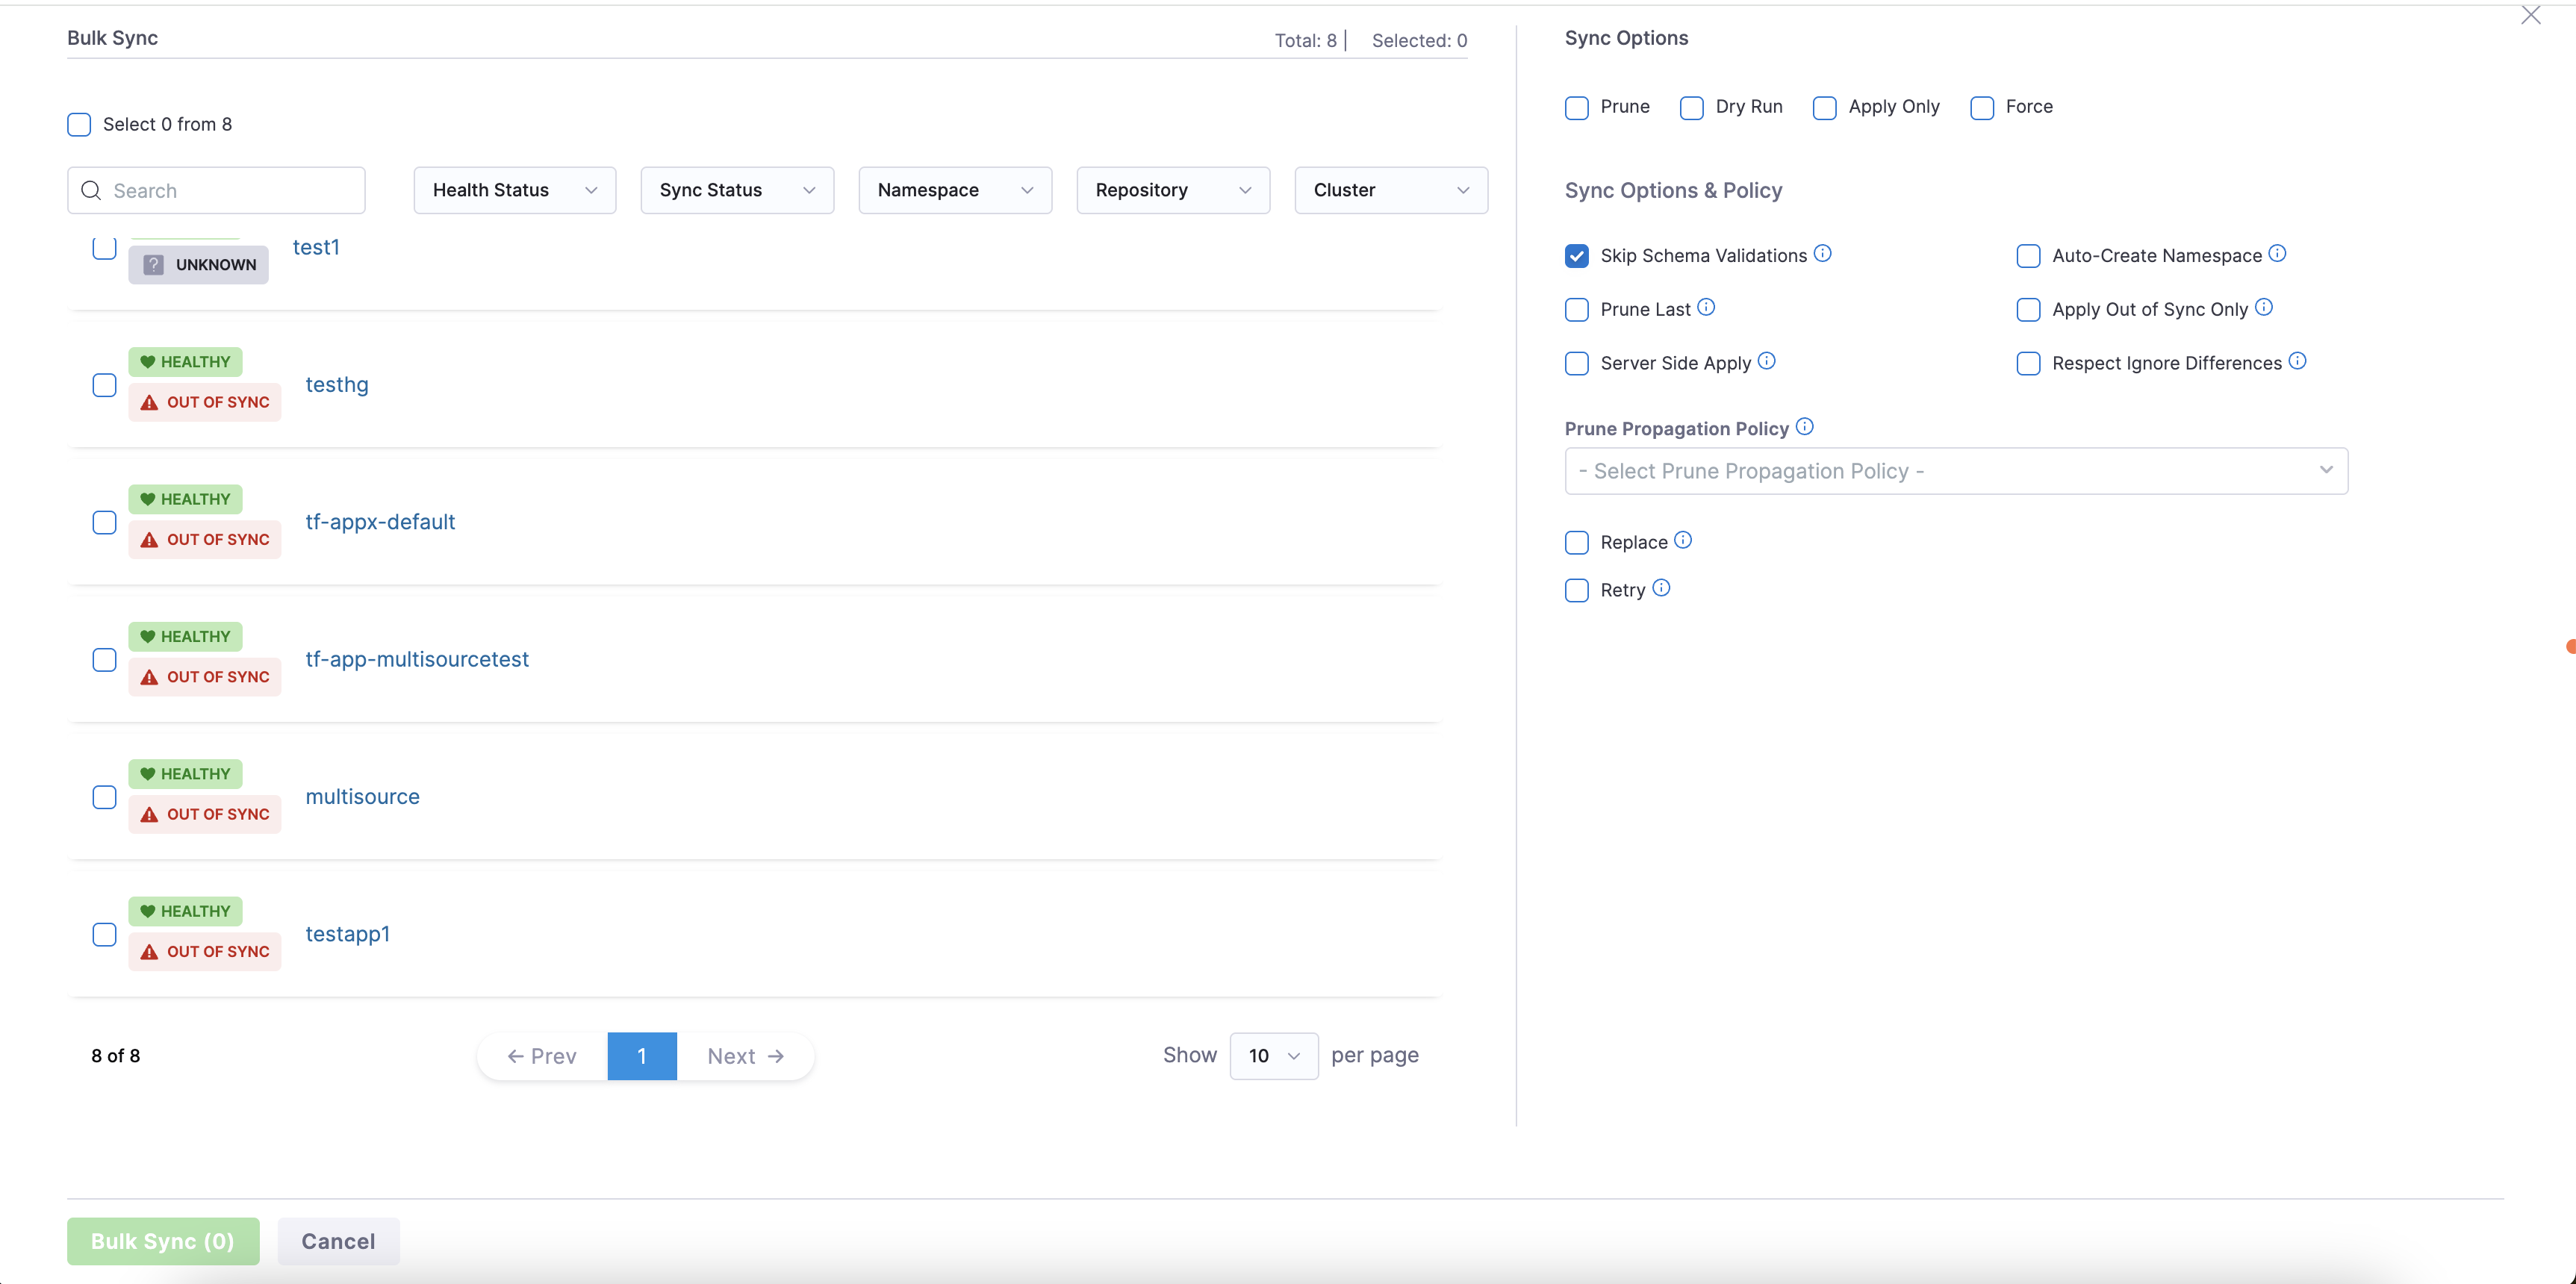 Bulk Sync
Total: 8 | Selected: 0
Select 0 from 8
Search
Health Status
Sync Status
Namespace
Repository
Cluster
test1
UNKNOWN
HEALTHY
OUT OF SYNC
testhg
HEALTHY
OUT OF SYNC
tf-appx-default
HEALTHY
OUT OF SYNC
tf-app-multisourcetest
HEALTHY
OUT OF SYNC
multisource
HEALTHY
OUT OF SYNC
testapp1
8 of 8
← Prev
1
Next →
Show 10 per page
Sync Options
Prune
Dry Run
Apply Only
Force
Sync Options & Policy
Skip Schema Validations
Auto-Create Namespace
Prune Last
Apply Out of Sync Only
Server Side Apply
Respect Ignore Differences
Prune Propagation Policy
- Select Prune Propagation Policy -
Replace
Retry
Bulk Sync (0)
Cancel